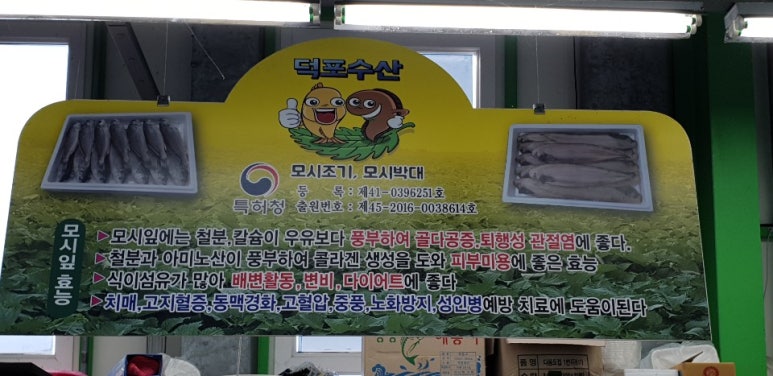 덕포수산
모시조기, 모시박대
특허청
등 록 : 제41-0396251호
출원번호 : 제45-2016-0038614호
모시잎 효능
▶모시잎에는 철분,칼슘이 우유보다 풍부하여 골다공증,퇴행성 관절염에 좋다.
▶철분과 아미노산이 풍부하여 콜라겐 생성을 도와 피부미용에 좋은 효능
▶식이섬유가 많아 배변활동, 변비, 다이어트에 좋다
▶치매,고지혈증,동맥경화,고혈압,중풍,노화방지,성인병예방 치료에 도움이된다
품 명